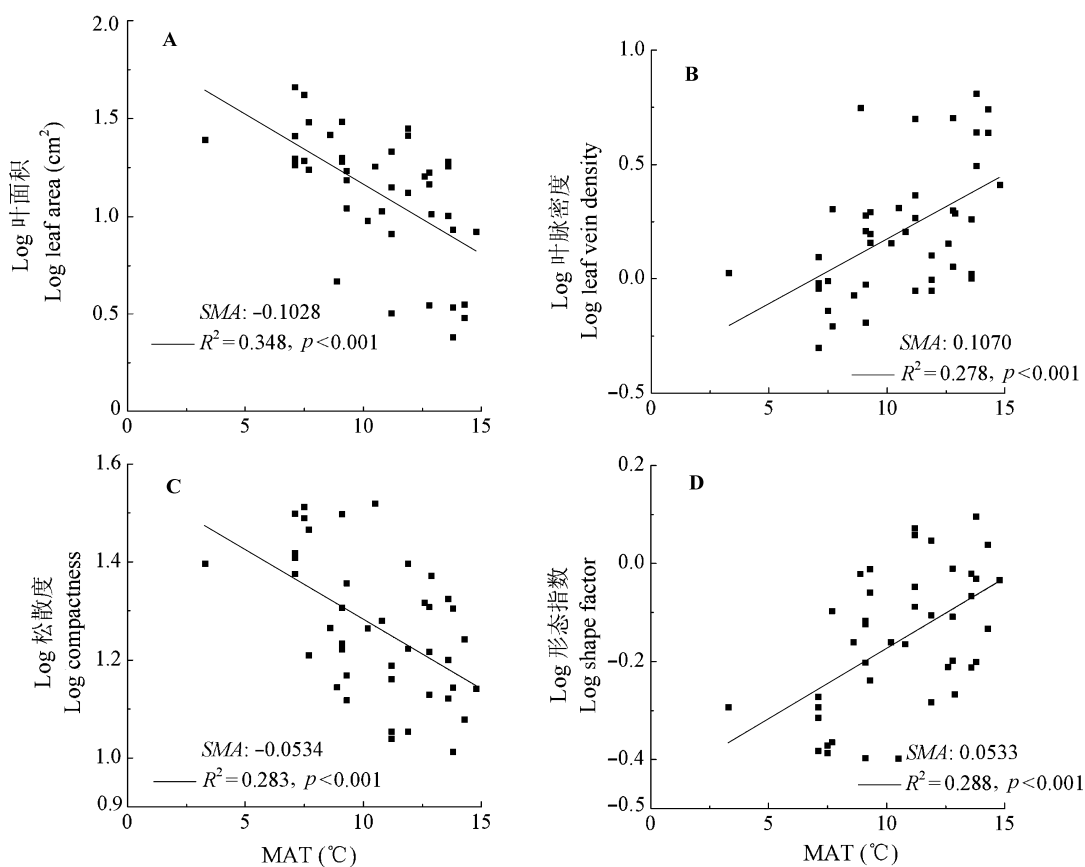 A
2.0
1.5
1.0
0.5
0
0
5
10
15
Log 叶面积
Log leaf area (cm²)
SMA: −0.1028
R²=0.348, p<0.001
B
1.0
0.5
0.0
−0.5
0
5
10
15
Log 叶脉密度
Log leaf vein density
SMA: 0.1070
R²=0.278, p<0.001
C
1.6
1.4
1.2
1.0
0.9
0
5
10
15
Log 松散度
Log compactness
SMA: −0.0534
R²=0.283, p<0.001
MAT (℃)
D
0.2
0.0
−0.2
−0.4
−0.5
0
5
10
15
Log 形态指数
Log shape factor
SMA: 0.0533
R²=0.288, p<0.001
MAT (℃)